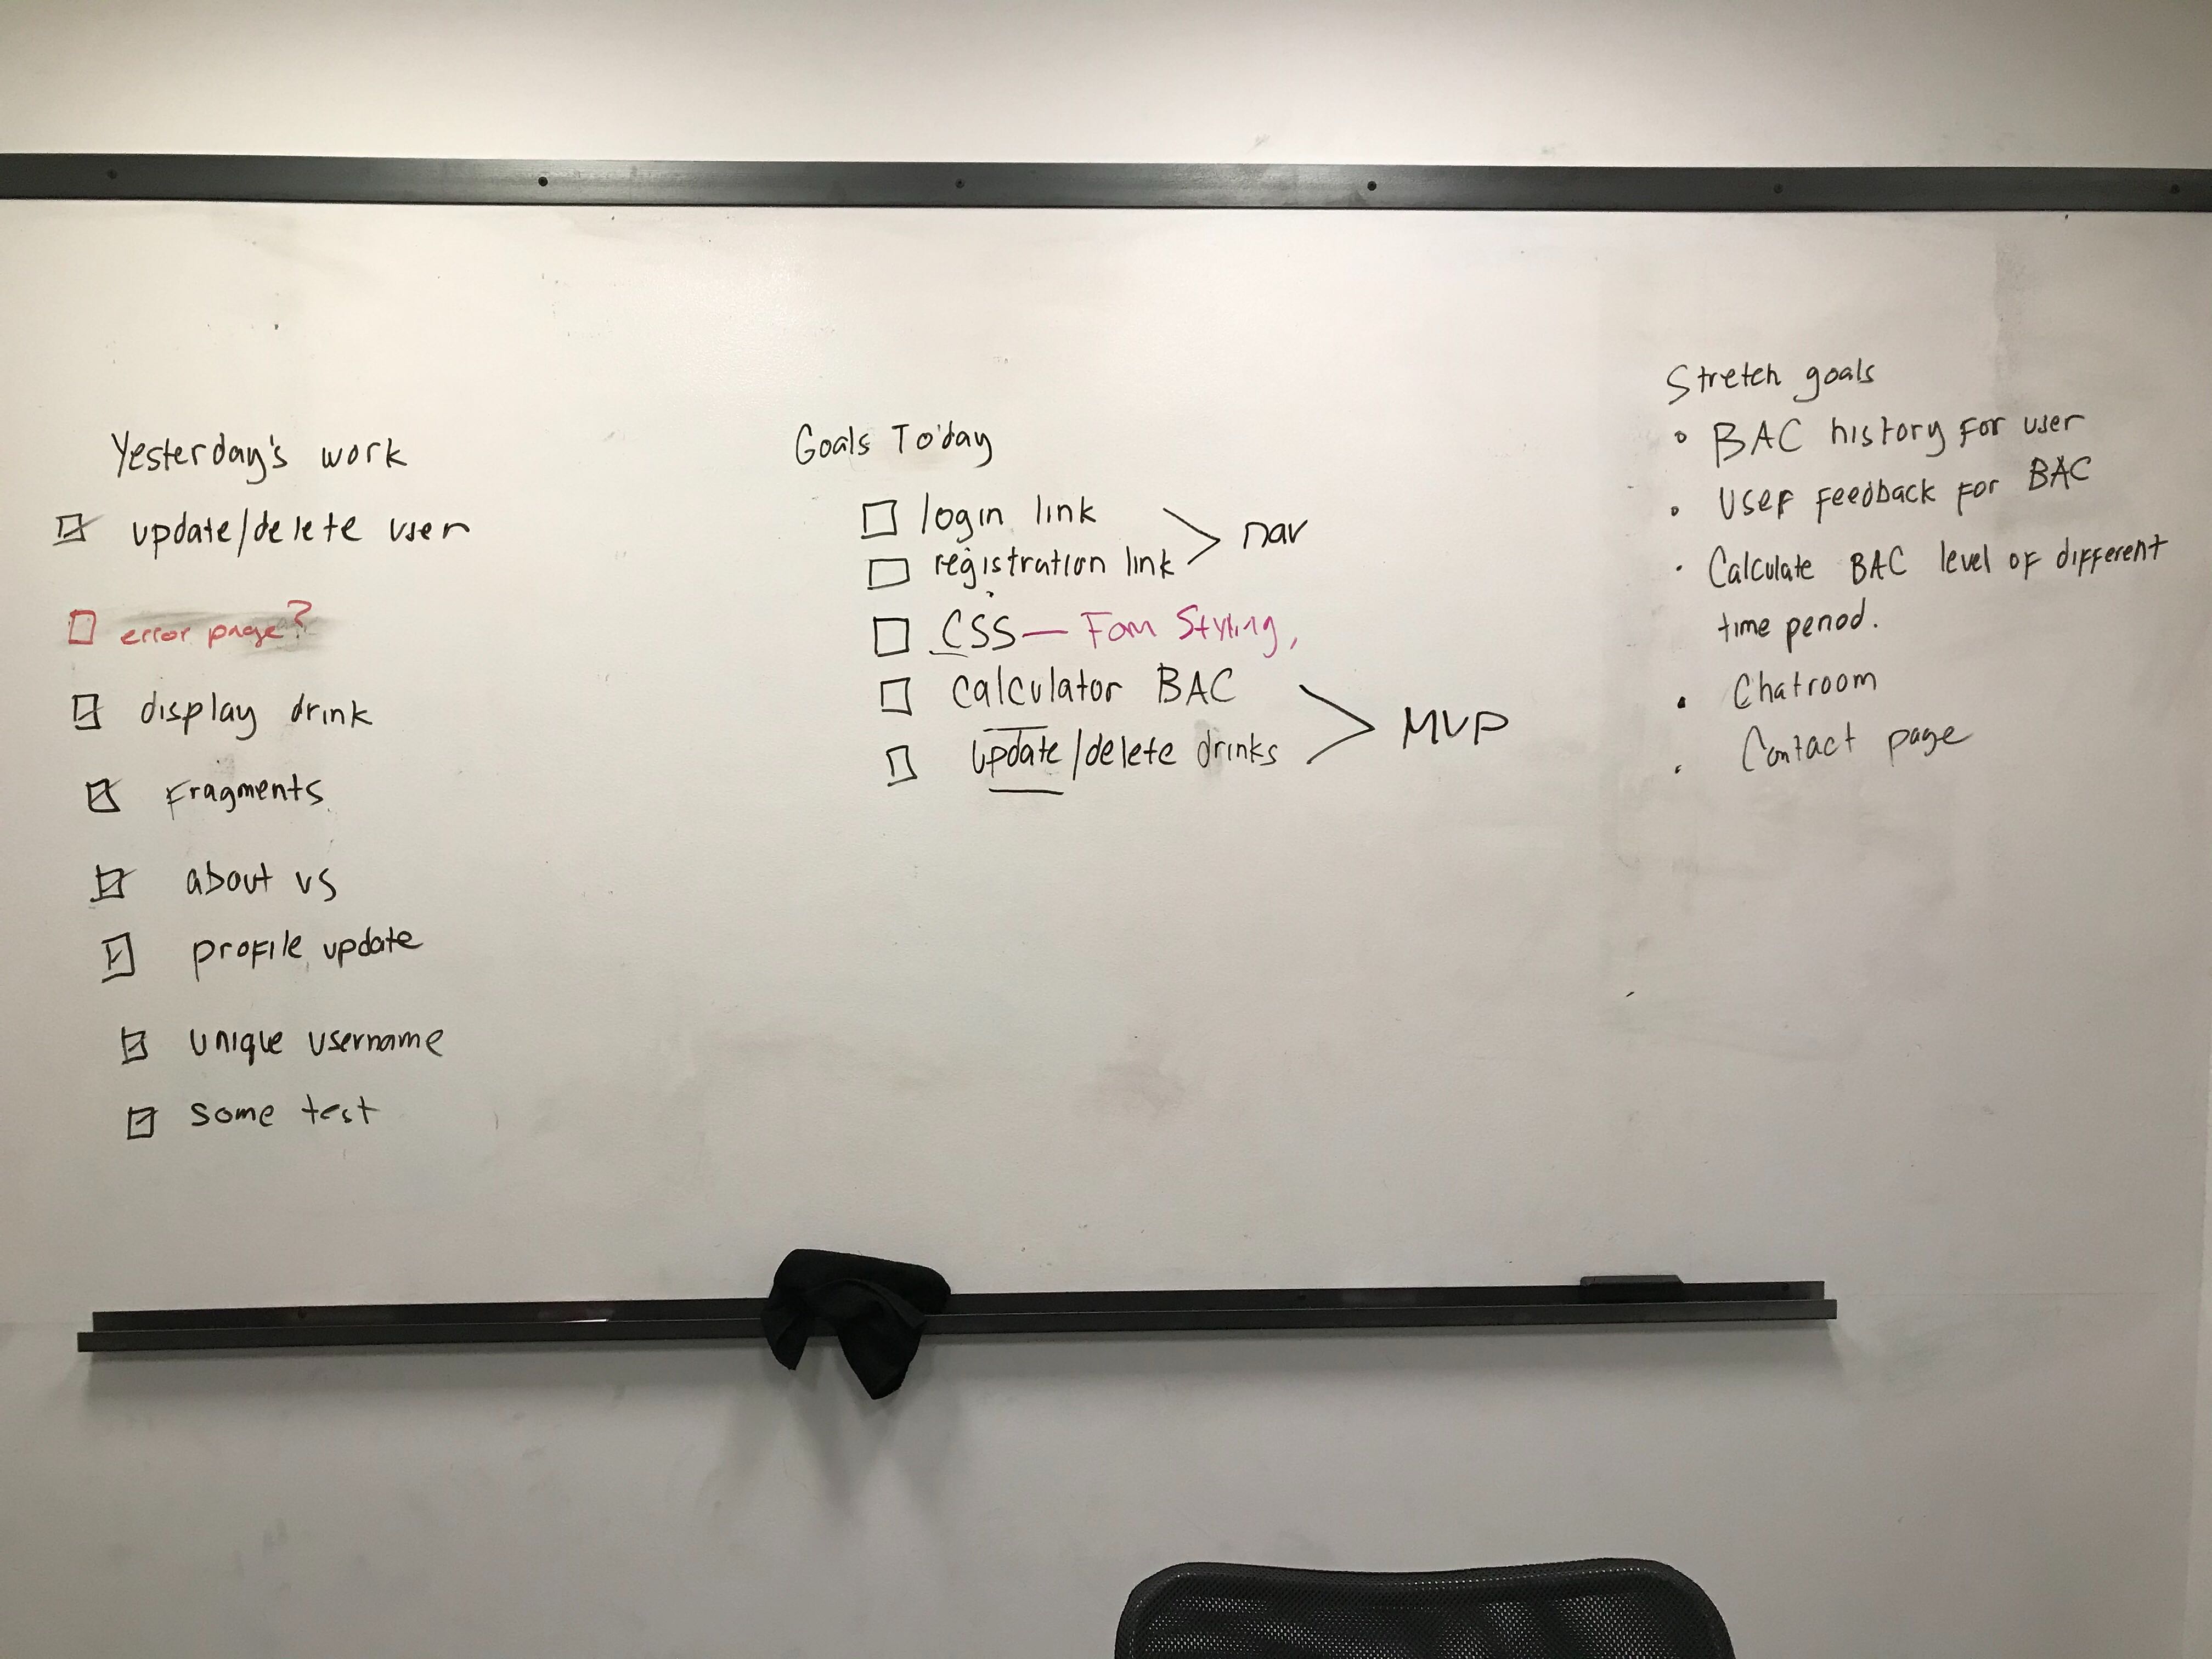 Yesterday's work
update/delete user
error page?
display drink
Fragments
about us
profile update
unique username
some test
Goals Today
login link
registration link
nav
CSS — Fom Styling,
calculator BAC
update/delete drinks
MVP
Stretch goals
BAC history for user
User feedback for BAC
Calculate BAC level of different
time period.
Chatroom
Contact page